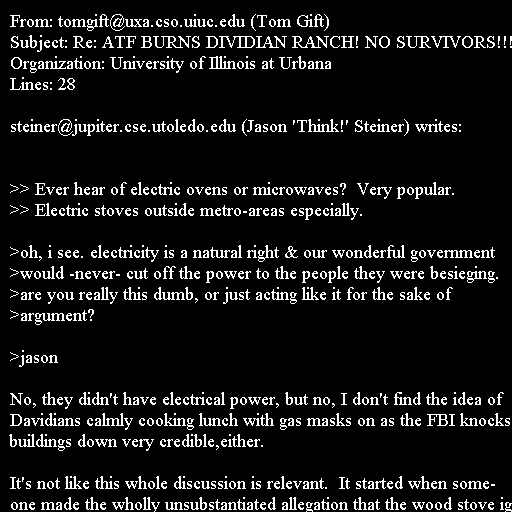 From: tomgift@uxa.cso.uiuc.edu (Tom Gift)
Subject: Re: ATF BURNS DIVIDIAN RANCH! NO SURVIVORS!!!
Organization: University of Illinois at Urbana
Lines: 28
steiner@jupiter.cse.utoledo.edu (Jason 'Think!' Steiner) writes:
>> Ever hear of electric ovens or microwaves?  Very popular.
>> Electric stoves outside metro-areas especially.
>oh, i see. electricity is a natural right & our wonderful government
>would -never- cut off the power to the people they were besieging.
>are you really this dumb, or just acting like it for the sake of
>argument?
>jason
No, they didn't have electrical power, but no, I don't find the idea of
Davidians calmly cooking lunch with gas masks on as the FBI knocks
buildings down very credible,either.
It's not like this whole discussion is relevant.  It started when some-
one made the wholly unsubstantiated allegation that the wood stove